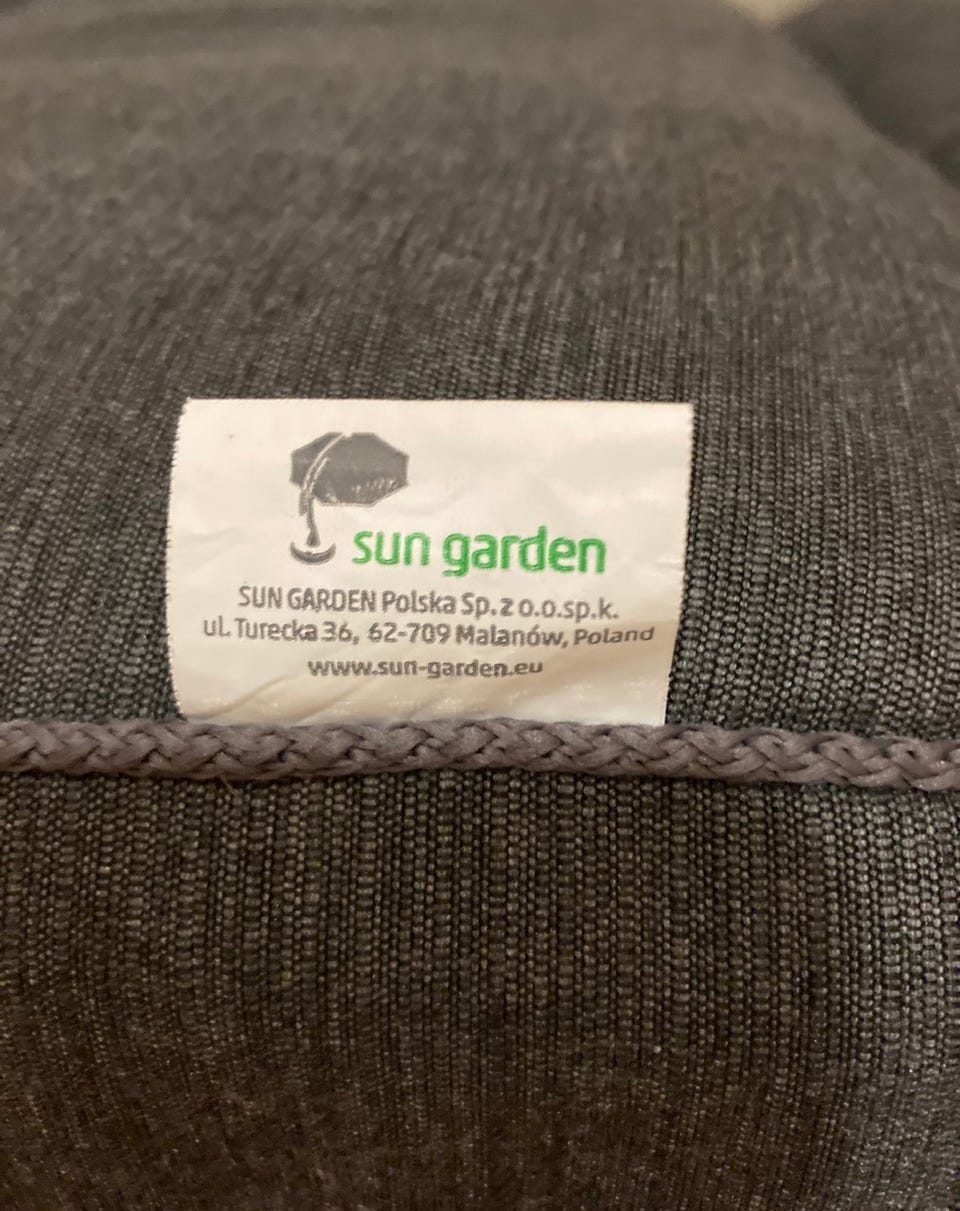 sun garden
SUN GARDEN Polska Sp. z o.o.sp.k.
ul. Turecka 36, 62-709 Malanów, Poland
www.sun-garden.eu